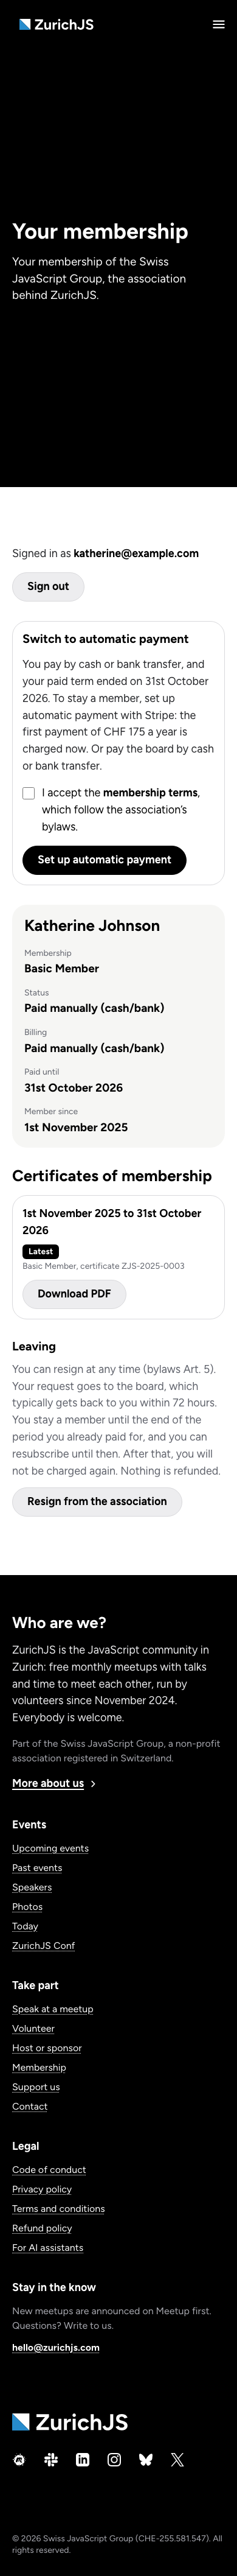 ZurichJS
Your membership
Your membership of the Swiss
JavaScript Group, the association
behind ZurichJS.
Signed in as katherine@example.com
Sign out
Switch to automatic payment
You pay by cash or bank transfer, and
your paid term ended on 31st October
2026. To stay a member, set up
automatic payment with Stripe: the
first payment of CHF 175 a year is
charged now. Or pay the board by cash
or bank transfer.
I accept the membership terms,
which follow the association's
bylaws.
Set up automatic payment
Katherine Johnson
Membership
Basic Member
Status
Paid manually (cash/bank)
Billing
Paid manually (cash/bank)
Paid until
31st October 2026
Member since
1st November 2025
Certificates of membership
1st November 2025 to 31st October
2026
Latest
Basic Member, certificate ZJS-2025-0003
Download PDF
Leaving
You can resign at any time (bylaws Art. 5).
Your request goes to the board, which
typically gets back to you within 72 hours.
You stay a member until the end of the
period you already paid for, and you can
resubscribe until then. After that, you will
not be charged again. Nothing is refunded.
Resign from the association
Who are we?
ZurichJS is the JavaScript community in
Zurich: free monthly meetups with talks
and time to meet each other, run by
volunteers since November 2024.
Everybody is welcome.
Part of the Swiss JavaScript Group, a non-profit
association registered in Switzerland.
More about us
Events
Upcoming events
Past events
Speakers
Photos
Today
ZurichJS Conf
Take part
Speak at a meetup
Volunteer
Host or sponsor
Membership
Support us
Contact
Legal
Code of conduct
Privacy policy
Terms and conditions
Refund policy
For AI assistants
Stay in the know
New meetups are announced on Meetup first.
Questions? Write to us.
hello@zurichjs.com
ZurichJS
© 2026 Swiss JavaScript Group (CHE-255.581.547). All
rights reserved.